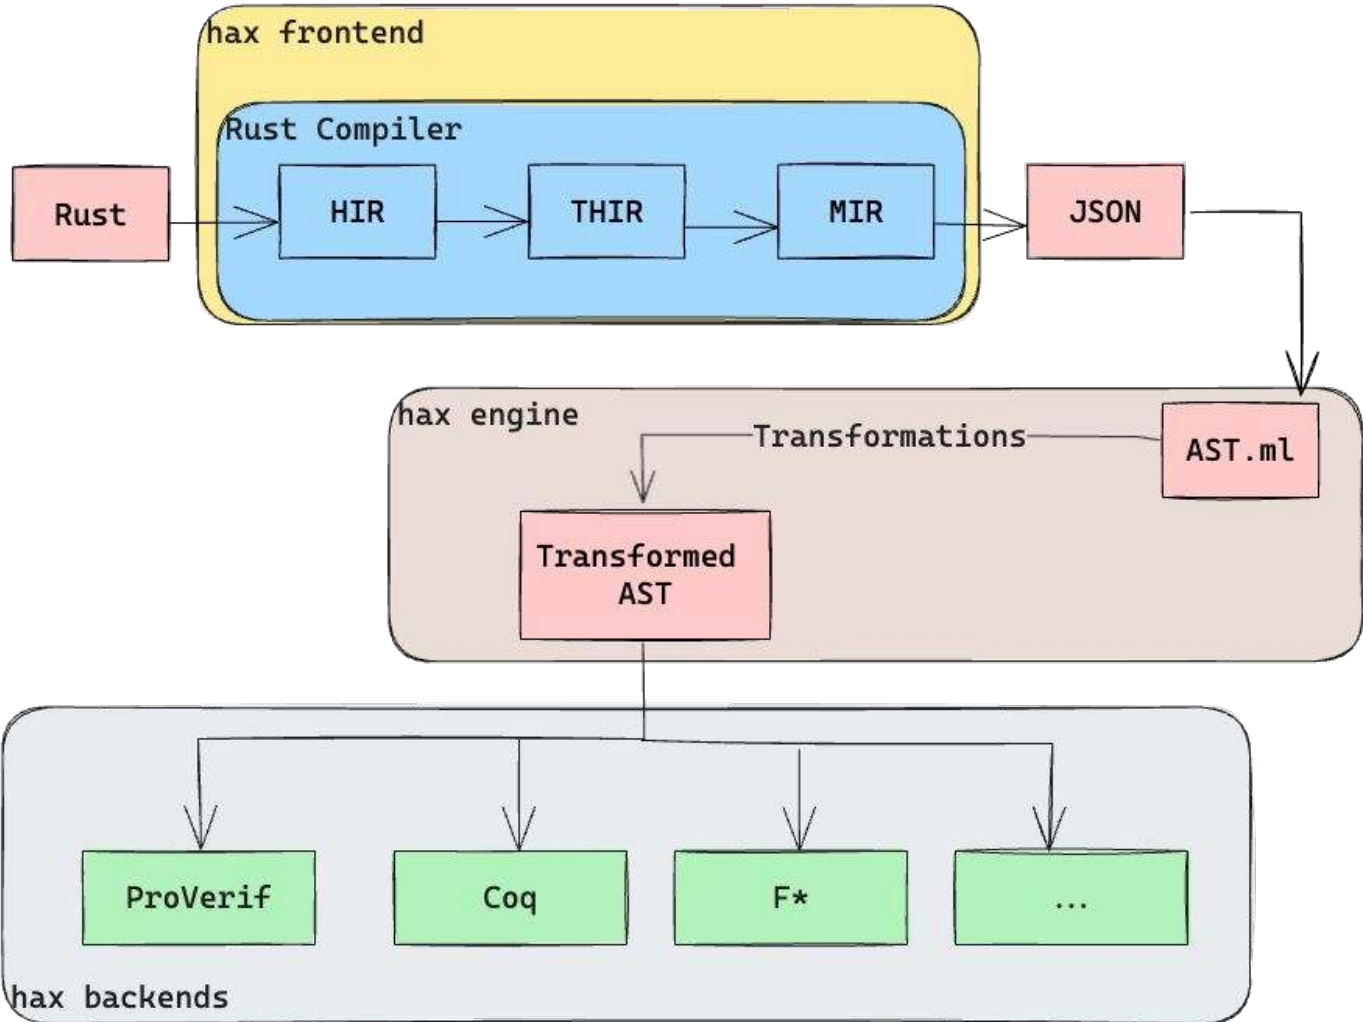 hax frontend
Rust Compiler
Rust
HIR
THIR
MIR
JSON
hax engine
Transformations
AST.ml
Transformed
AST
ProVerif
Coq
F*
...
hax backends